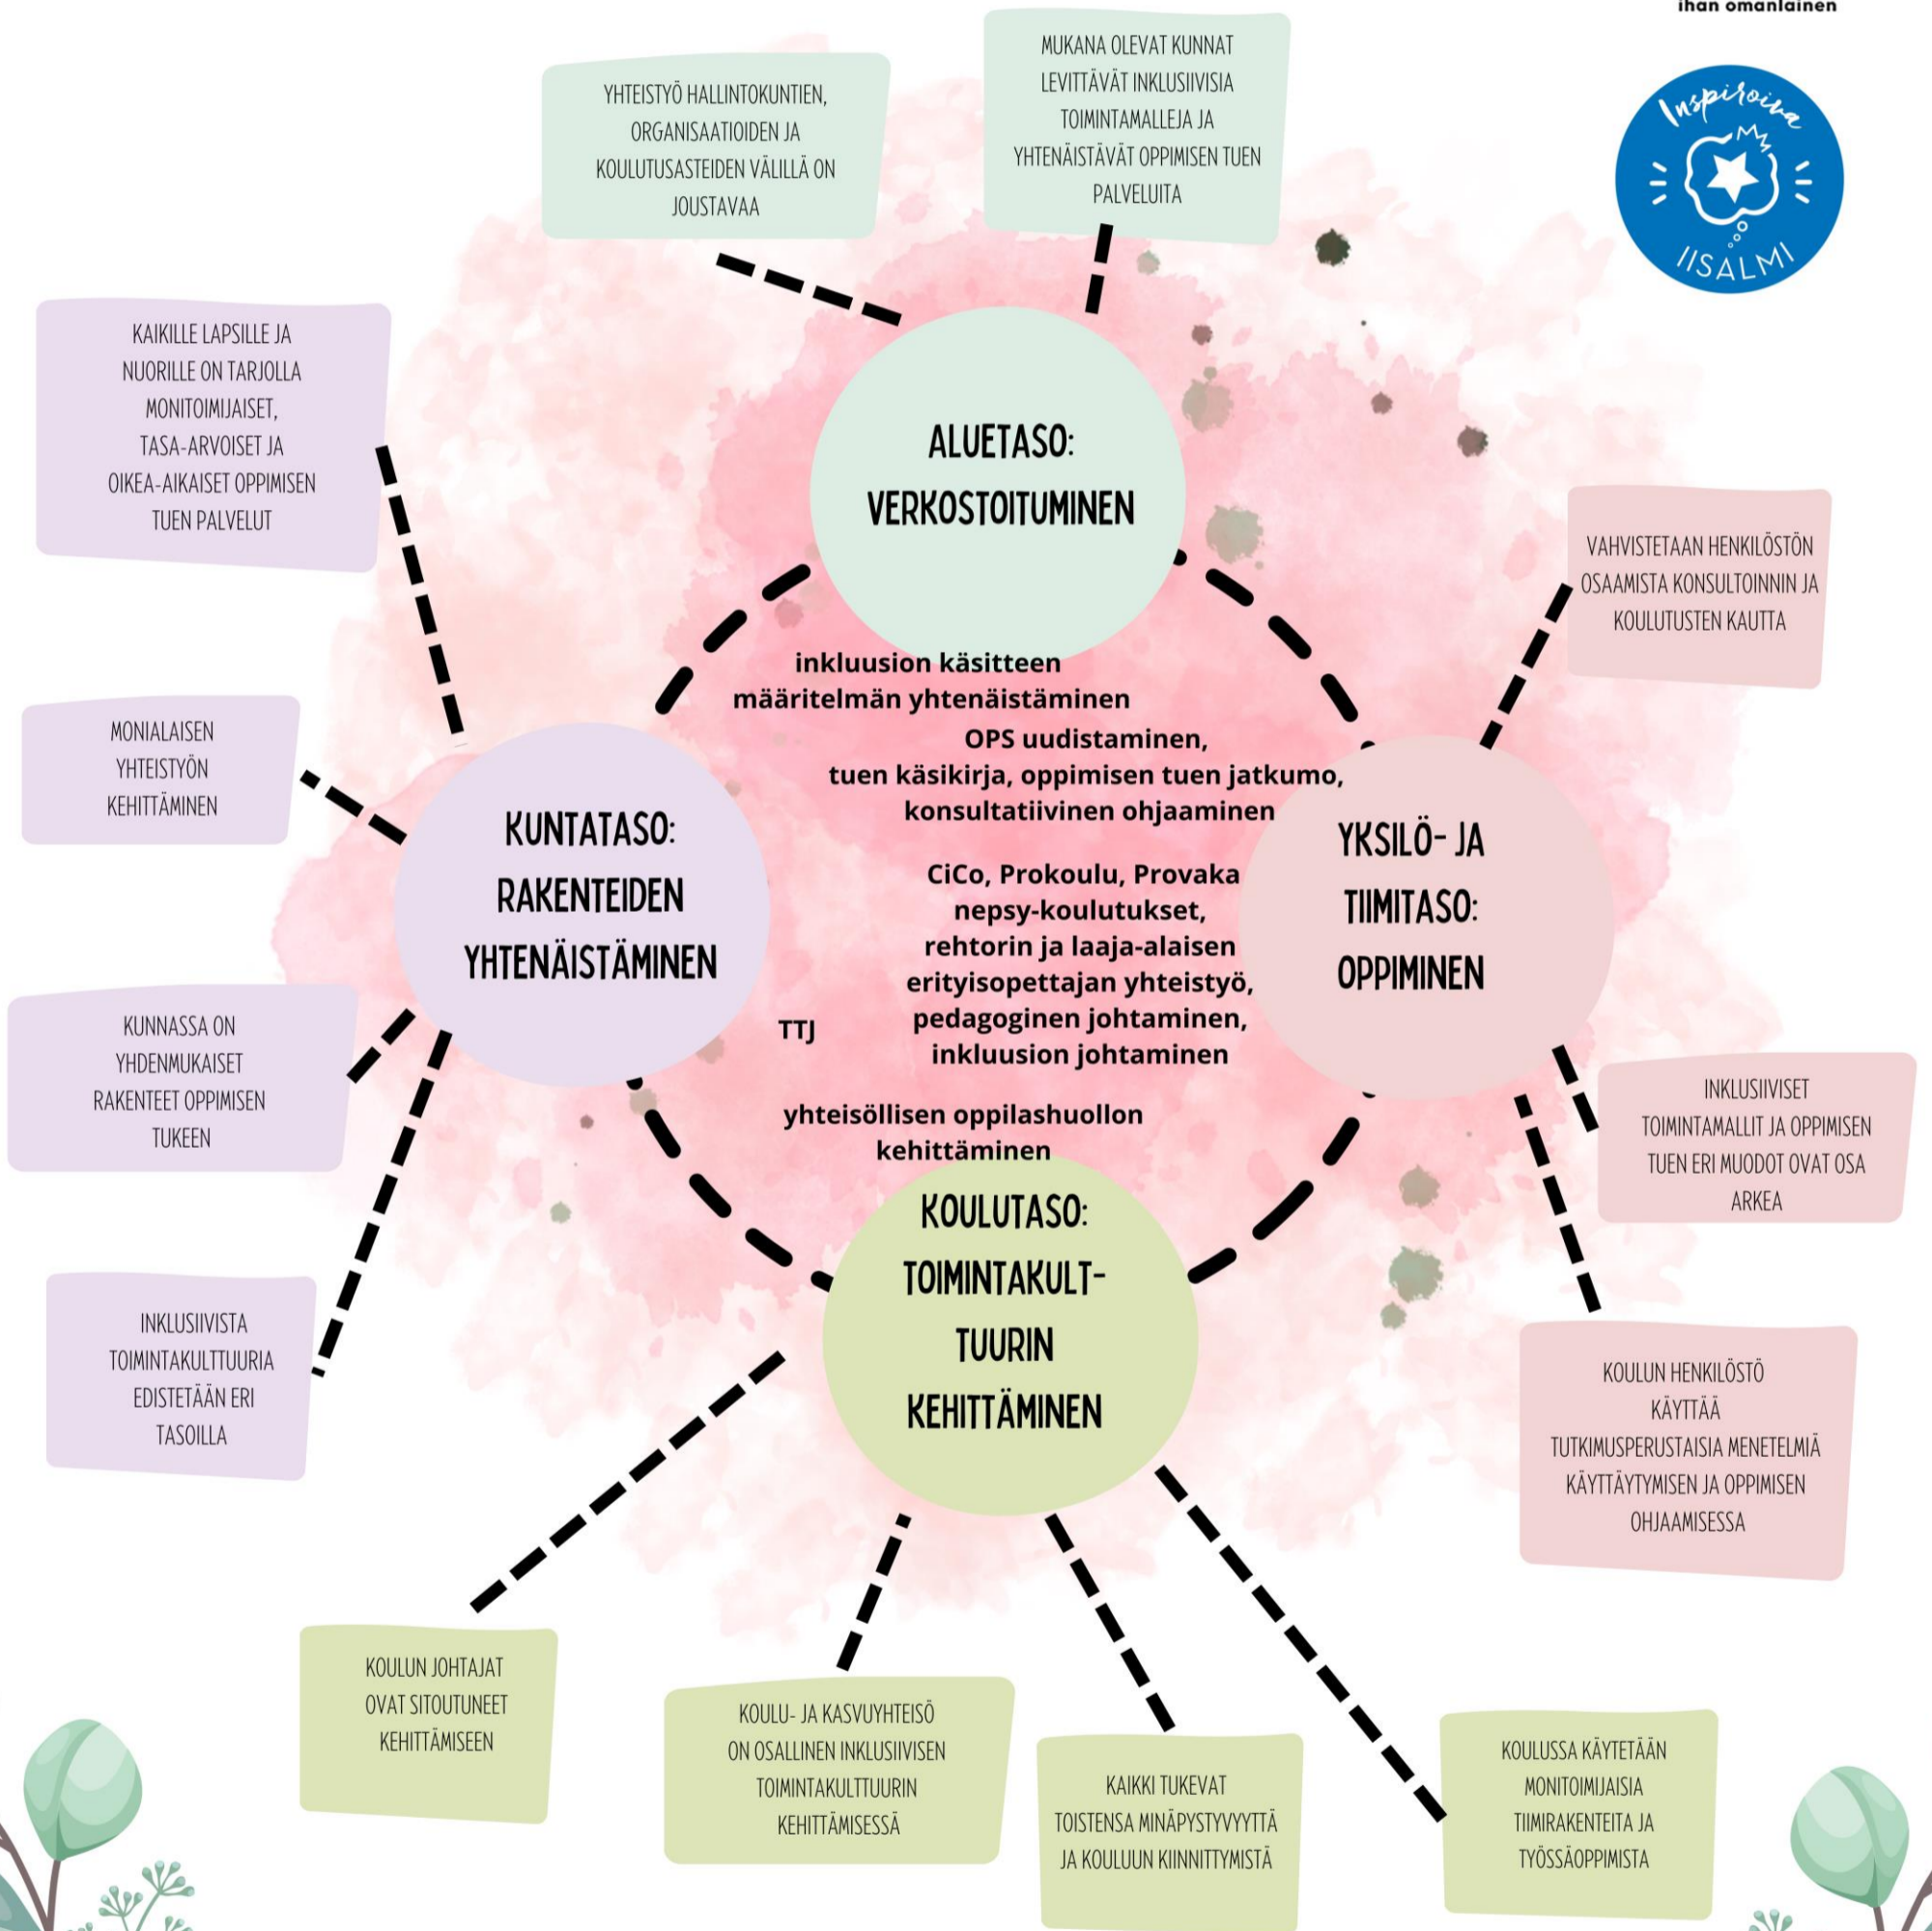 ihan omanlainen
Inspiroiva
IISALMI
YHTEISTYÖ HALLINTOKUNTIEN,
ORGANISAATIOIDEN JA
KOULUTUSASTEIDEN VÄLILLÄ ON
JOUSTAVAA
MUKANA OLEVAT KUNNAT
LEVITTÄVÄT INKLUSIIVISIA
TOIMINTAMALLEJA JA
YHTENÄISTÄVÄT OPPIMISEN TUEN
PALVELUITA
ALUETASO:
VERKOSTOITUMINEN
KAIKILLE LAPSILLE JA
NUORILLE ON TARJOLLA
MONITOIMIJAISET,
TASA-ARVOISET JA
OIKEA-AIKAISET OPPIMISEN
TUEN PALVELUT
MONIALAISEN
YHTEISTYÖN
KEHITTÄMINEN
KUNTATASO:
RAKENTEIDEN
YHTENÄISTÄMINEN
KUNNASSA ON
YHDENMUKAISET
RAKENTEET OPPIMISEN
TUKEEN
INKLUSIIVISTA
TOIMINTAKULTTUURIA
EDISTETÄÄN ERI
TASOILLA
inkluusion käsitteen
määritelmän yhtenäistäminen
OPS uudistaminen,
tuen käsikirja, oppimisen tuen jatkumo,
konsultatiivinen ohjaaminen
CiCo, Prokoulu, Provaka
nepsy-koulutukset,
rehtorin ja laaja-alaisen
erityisopettajan yhteistyö,
pedagoginen johtaminen,
inkluusion johtaminen
TTJ
yhteisöllisen oppilashuollon
kehittäminen
VAHVISTETAAN HENKILÖSTÖN
OSAAMISTA KONSULTOINNIN JA
KOULUTUSTEN KAUTTA
YKSILÖ- JA
TIIMITASO:
OPPIMINEN
INKLUSIIVISET
TOIMINTAMALLIT JA OPPIMISEN
TUEN ERI MUODOT OVAT OSA
ARKEA
KOULUN HENKILÖSTÖ
KÄYTTÄÄ
TUTKIMUSPERUSTAISIA MENETELMIÄ
KÄYTTÄYTYMISEN JA OPPIMISEN
OHJAAMISESSA
KOULUTASO:
TOIMINTAKULT-
TUURIN
KEHITTÄMINEN
KOULUN JOHTAJAT
OVAT SITOUTUNEET
KEHITTÄMISEEN
KOULU- JA KASVUYHTEISÖ
ON OSALLINEN INKLUSIIVISEN
TOIMINTAKULTTUURIN
KEHITTÄMISESSÄ
KAIKKI TUKEVAT
TOISTENSA MINÄPYSTYVYYTTÄ
JA KOULUUN KIINNITTYMISTÄ
KOULUSSA KÄYTETÄÄN
MONITOIMIJAISIA
TIIMIRAKENTEITA JA
TYÖSSÄOPPIMISTA